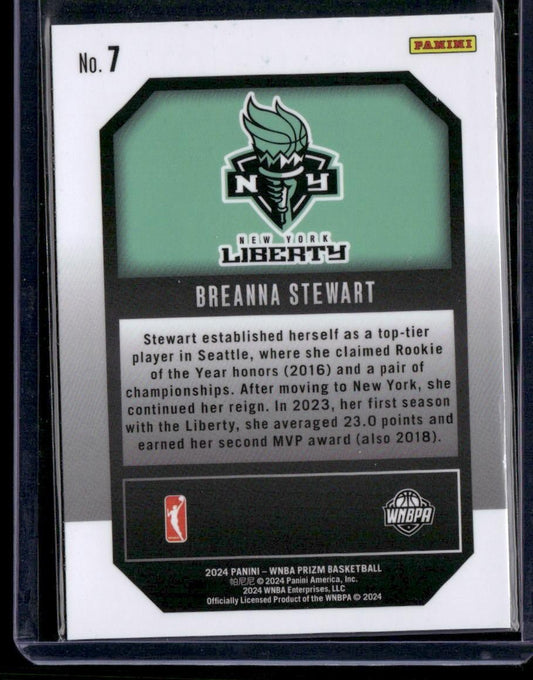 No. 7
PANINI
NY
NEW YORK
LIBERTY
BREANNA STEWART
Stewart established herself as a top-tier
player in Seattle, where she claimed Rookie
of the Year honors (2016) and a pair of
championships. After moving to New York, she
continued her reign. In 2023, her first season
with the Liberty, she averaged 23.0 points and
earned her second MVP award (also 2018).
WNBPA
2024 PANINI – WNBA PRIZM BASKETBALL
帕尼尼 © 2024 Panini America, Inc.
2024 WNBA Enterprises, LLC
Officially Licensed Product of the WNBPA © 2024